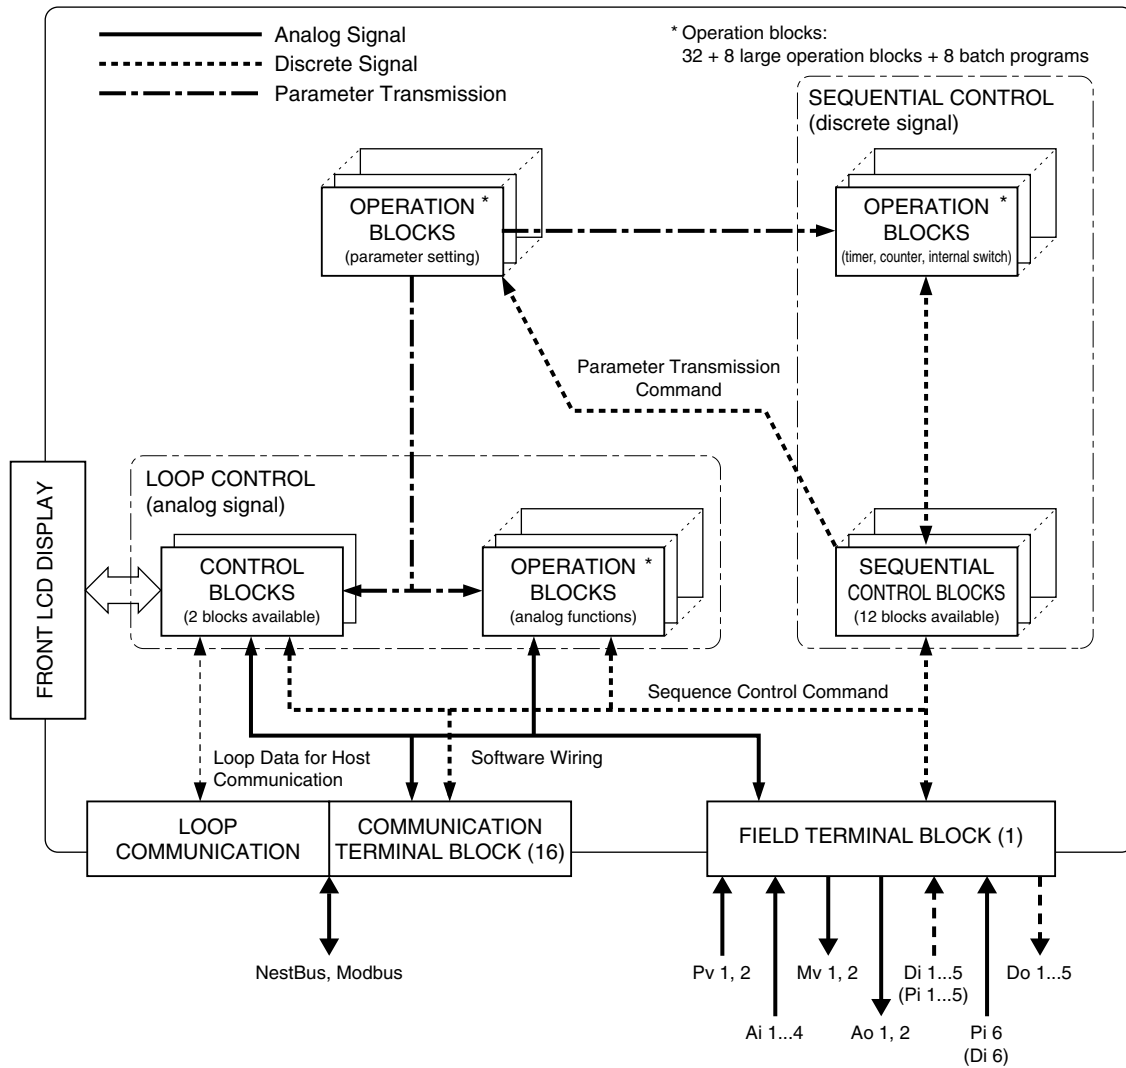 Analog Signal
Discrete Signal
Parameter Transmission
* Operation blocks:
32 + 8 large operation blocks + 8 batch programs
SEQUENTIAL CONTROL
(discrete signal)
OPERATION *
BLOCKS
(parameter setting)
OPERATION *
BLOCKS
(timer, counter, internal switch)
Parameter Transmission
Command
FRONT LCD DISPLAY
LOOP CONTROL
(analog signal)
CONTROL
BLOCKS
(2 blocks available)
OPERATION *
BLOCKS
(analog functions)
SEQUENTIAL
CONTROL BLOCKS
(12 blocks available)
Sequence Control Command
Loop Data for Host
Communication
Software Wiring
LOOP
COMMUNICATION
COMMUNICATION
TERMINAL BLOCK (16)
FIELD TERMINAL BLOCK (1)
NestBus, Modbus
Pv 1, 2
Mv 1, 2
Di 1...5
(Pi 1...5)
Do 1...5
Ai 1...4
Ao 1, 2
Pi 6
(Di 6)